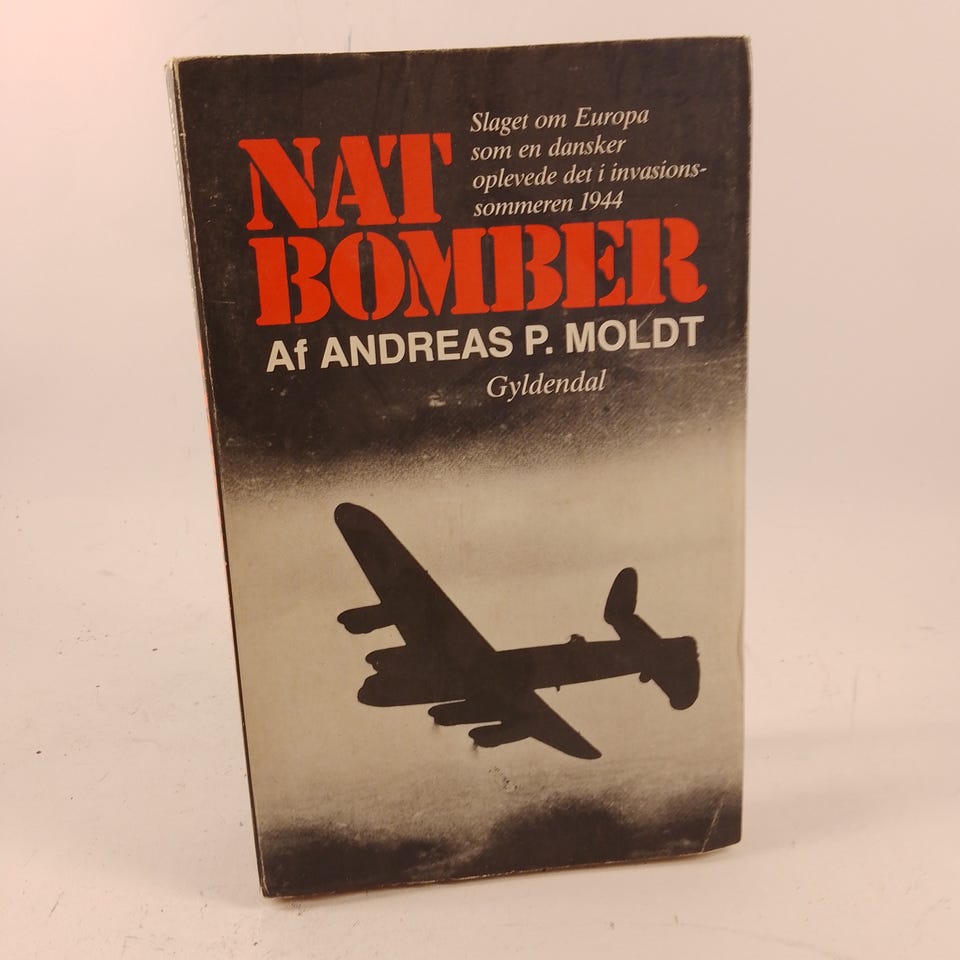 Slaget om Europa
som en dansker
oplevede det i invasions-
sommeren 1944
NAT
BOMBER
Af ANDREAS P. MOLDT
Gyldendal